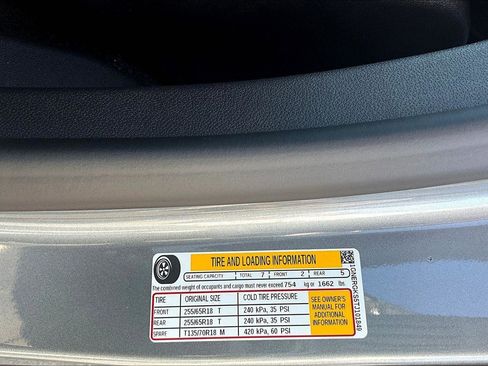 TIRE AND LOADING INFORMATION
SEATING CAPACITY TOTAL 7 FRONT 2 REAR 5
The combined weight of occupants and cargo must never exceed 754 kg or 1662 lbs
TIRE ORIGINAL SIZE COLD TIRE PRESSURE
FRONT 255/65R18 T 240 kPa, 35 PSI
REAR 255/65R18 T 240 kPa, 35 PSI
SPARE T135/70R18 M 420 kPa, 60 PSI
SEE OWNER'S
MANUAL FOR
ADDITIONAL
INFORMATION